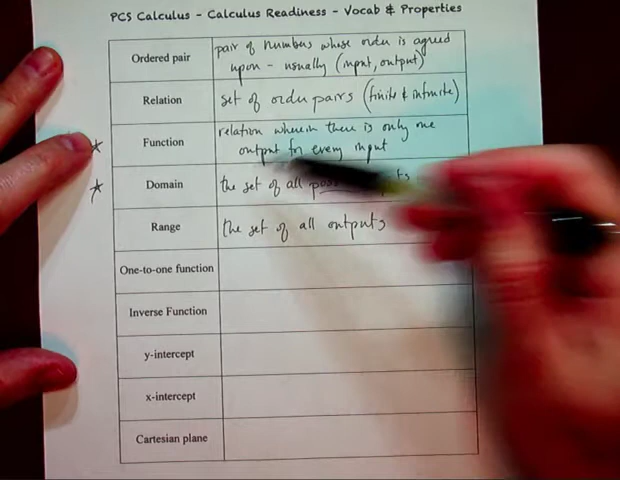 PCS Calculus - Calculus Readiness - Vocab & Properties
Ordered pair
pair of numbers whose order is agreed
upon - usually (input, output)
Relation
set of order pairs (finite & infinite)
Function
relation wherein there is only one
output for every input
Domain
the set of all
Range
the set of all outputs
One-to-one function
Inverse Function
y-intercept
x-intercept
Cartesian plane